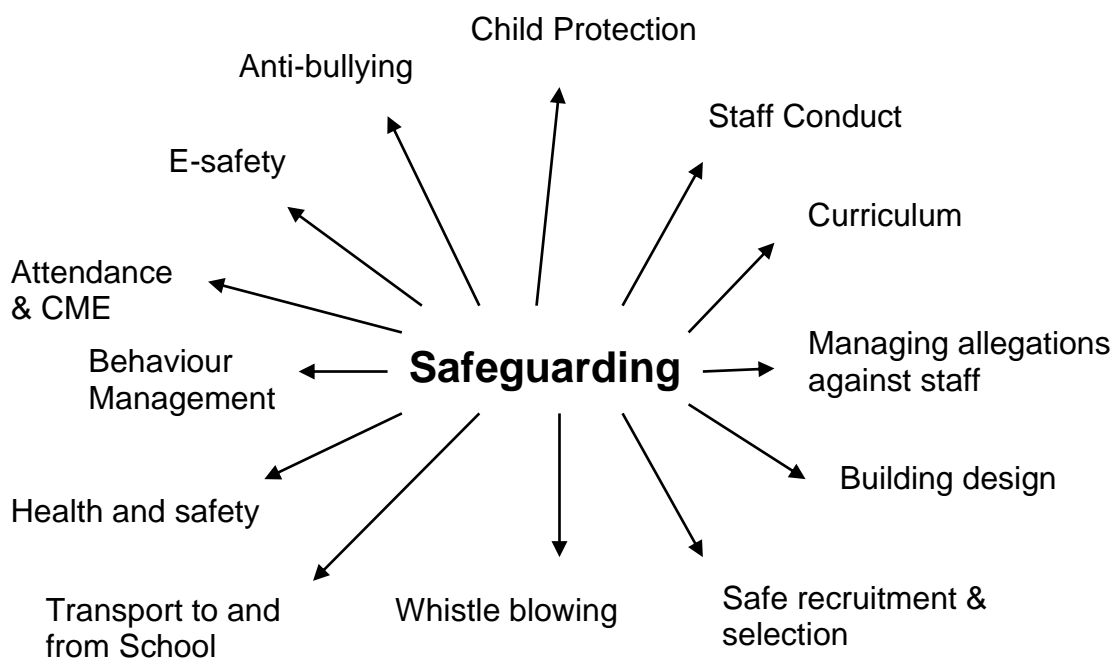 Child Protection
Anti-bullying
Staff Conduct
E-safety
Curriculum
Attendance
& CME
Managing allegations
against staff
Behaviour
Management
Safeguarding
Building design
Health and safety
Safe recruitment &
selection
Transport to and
from School
Whistle blowing